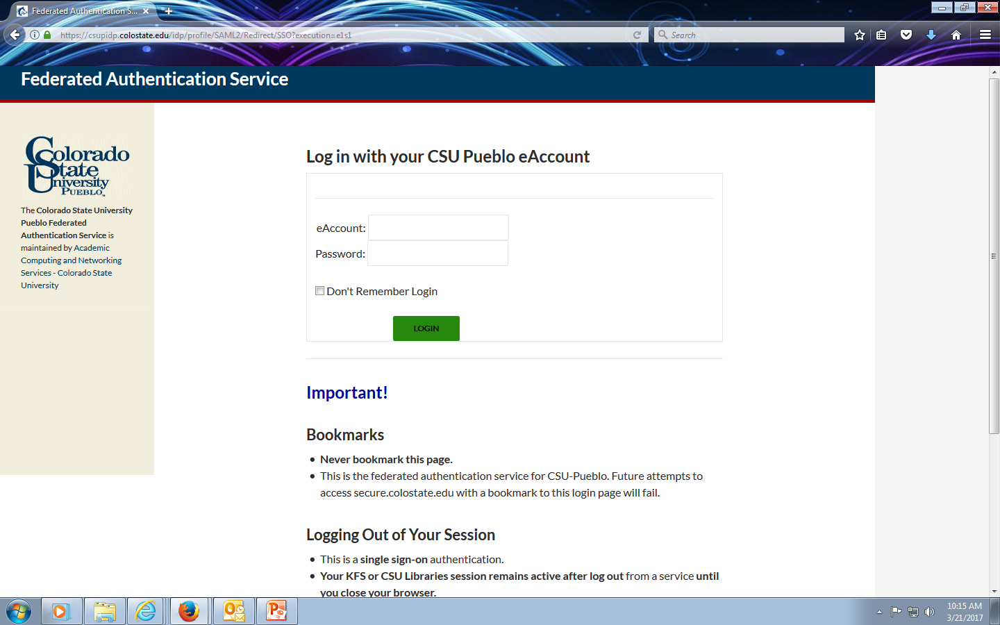 Federated Authentication S...
https://csupidp.colostate.edu/idp/profile/SAML2/Redirect/SSO?execution=e1s1
Search
Federated Authentication Service
Colorado
State
University
PUEBLO™
The Colorado State University
Pueblo Federated
Authentication Service is
maintained by Academic
Computing and Networking
Services - Colorado State
University
Log in with your CSU Pueblo eAccount
eAccount:
Password:
Don't Remember Login
LOGIN
Important!
Bookmarks
Never bookmark this page.
This is the federated authentication service for CSU-Pueblo. Future attempts to
access secure.colostate.edu with a bookmark to this login page will fail.
Logging Out of Your Session
This is a single sign-on authentication.
Your KFS or CSU Libraries session remains active after log out from a service until
you close your browser.
10:15 AM
3/21/2017